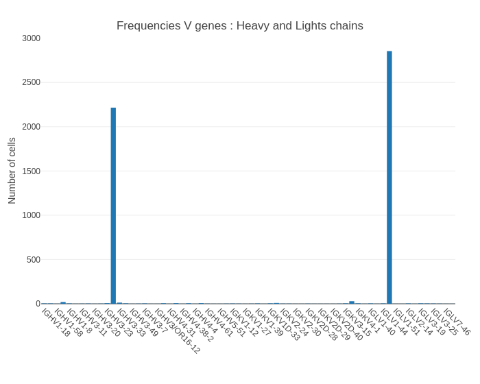 Frequencies V genes : Heavy and Lights chains
3000
2500
2000
1500
1000
500
0
Number of cells
IGHV1-18
IGHV1-58
IGHV1-8
IGHV3-11
IGHV3-20
IGHV3-23
IGHV3-33
IGHV3-49
IGHV3-7
IGHV3/OR16-12
IGHV4-31
IGHV4-38-2
IGHV4-4
IGHV4-61
IGHV5-51
IGKV1-12
IGKV1-27
IGKV1-39
IGKV1D-33
IGKV2-24
IGKV2-30
IGKV2D-28
IGKV2D-29
IGKV2D-40
IGKV3-15
IGKV4-1
IGLV1-40
IGLV1-44
IGLV1-51
IGLV2-14
IGLV3-19
IGLV3-25
IGLV7-46